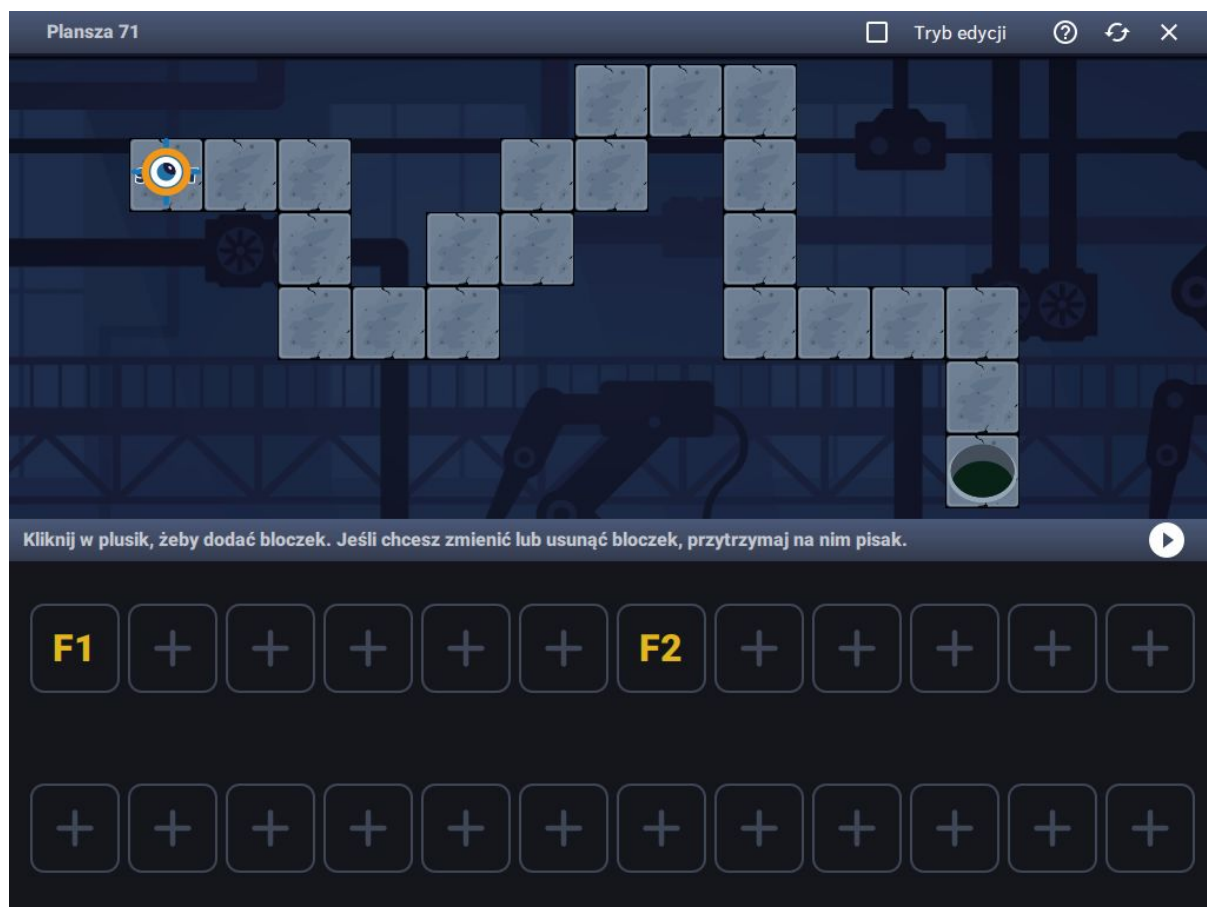 Plansza 71
Tryb edycji
Kliknij w plusik, żeby dodać bloczek. Jeśli chcesz zmienić lub usunąć bloczek, przytrzymaj na nim pisak.
F1 F2